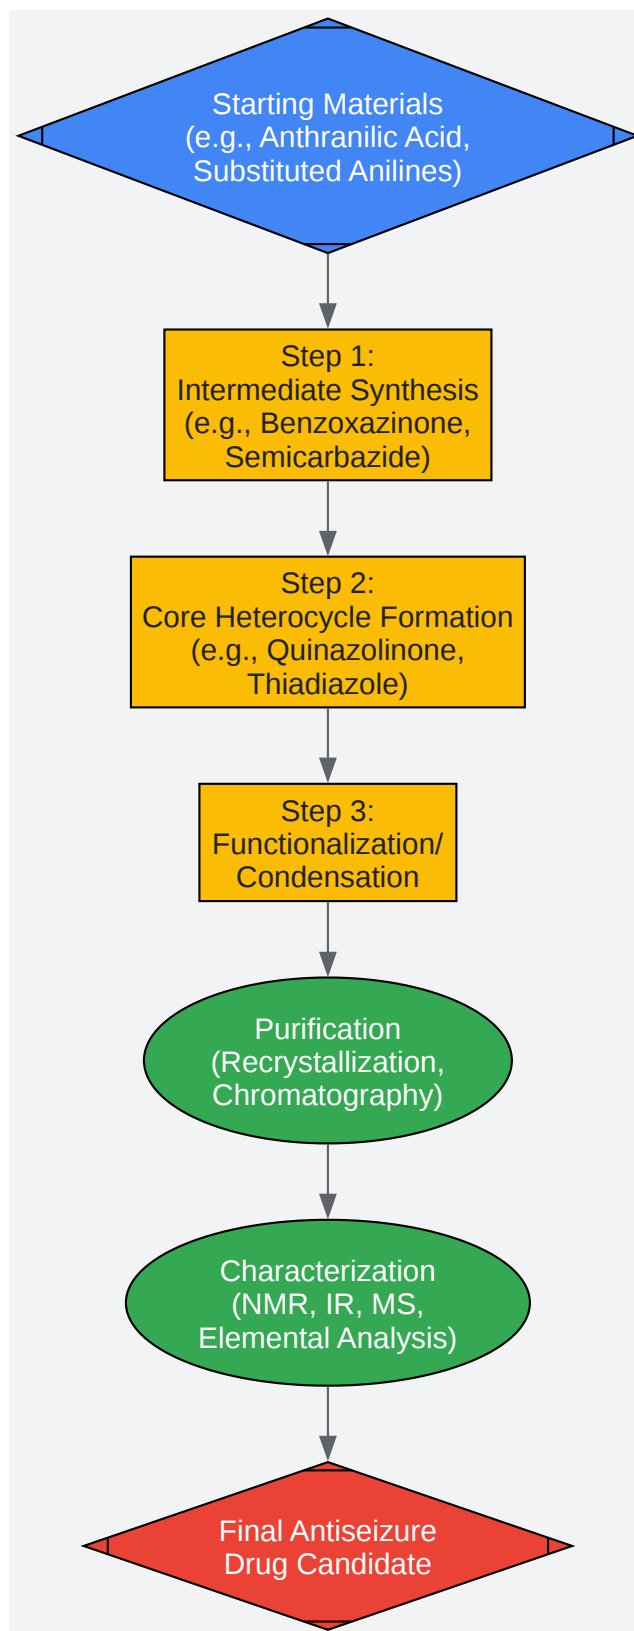 Starting Materials
(e.g., Anthranilic Acid,
Substituted Anilines)
Step 1:
Intermediate Synthesis
(e.g., Benzoxazinone,
Semicarbazide)
Step 2:
Core Heterocycle Formation
(e.g., Quinazolinone,
Thiadiazole)
Step 3:
Functionalization/
Condensation
Purification
(Recrystallization,
Chromatography)
Characterization
(NMR, IR, MS,
Elemental Analysis)
Final Antiseizure
Drug Candidate